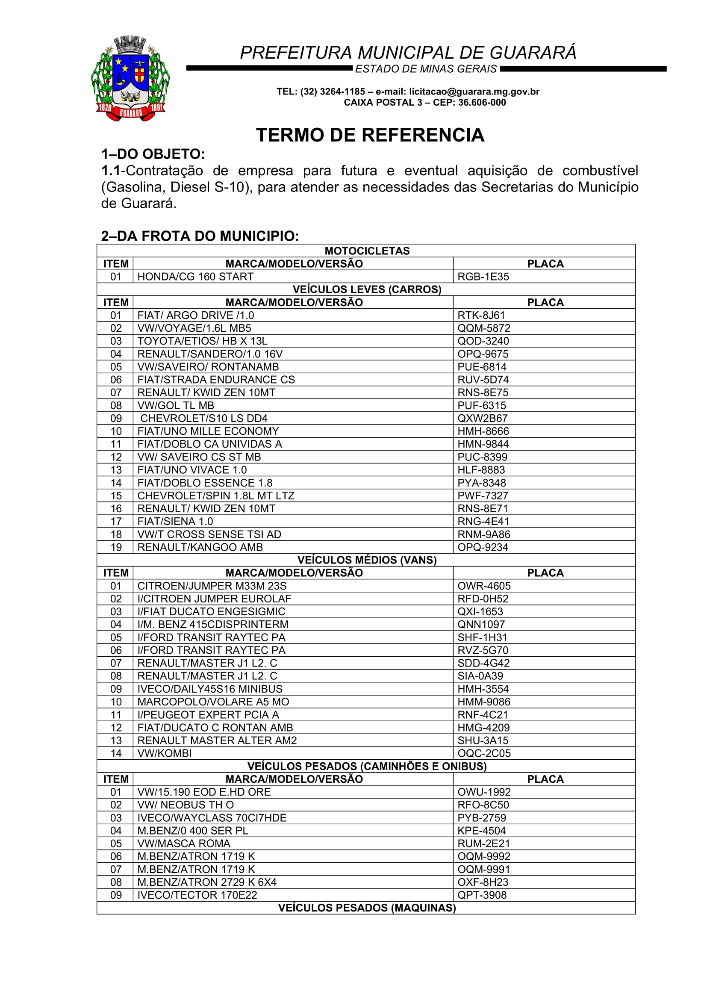 PREFEITURA MUNICIPAL DE GUARARÁ
ESTADO DE MINAS GERAIS
TEL: (32) 3264-1185 – e-mail: licitacao@guarara.mg.gov.br
CAIXA POSTAL 3 – CEP: 36.606-000
1828 GUARARÁ 1891
TERMO DE REFERENCIA
1–DO OBJETO:
1.1-Contratação de empresa para futura e eventual aquisição de combustível
(Gasolina, Diesel S-10), para atender as necessidades das Secretarias do Município
de Guarará.
2–DA FROTA DO MUNICIPIO:
MOTOCICLETAS
ITEM MARCA/MODELO/VERSÃO PLACA
01 HONDA/CG 160 START RGB-1E35
VEÍCULOS LEVES (CARROS)
ITEM MARCA/MODELO/VERSÃO PLACA
01 FIAT/ ARGO DRIVE /1.0 RTK-8J61
02 VW/VOYAGE/1.6L MB5 QQM-5872
03 TOYOTA/ETIOS/ HB X 13L QOD-3240
04 RENAULT/SANDERO/1.0 16V OPQ-9675
05 VW/SAVEIRO/ RONTANAMB PUE-6814
06 FIAT/STRADA ENDURANCE CS RUV-5D74
07 RENAULT/ KWID ZEN 10MT RNS-8E75
08 VW/GOL TL MB PUF-6315
09 CHEVROLET/S10 LS DD4 QXW2B67
10 FIAT/UNO MILLE ECONOMY HMH-8666
11 FIAT/DOBLO CA UNIVIDAS A HMN-9844
12 VW/ SAVEIRO CS ST MB PUC-8399
13 FIAT/UNO VIVACE 1.0 HLF-8883
14 FIAT/DOBLO ESSENCE 1.8 PYA-8348
15 CHEVROLET/SPIN 1.8L MT LTZ PWF-7327
16 RENAULT/ KWID ZEN 10MT RNS-8E71
17 FIAT/SIENA 1.0 RNG-4E41
18 VW/T CROSS SENSE TSI AD RNM-9A86
19 RENAULT/KANGOO AMB OPQ-9234
VEÍCULOS MÉDIOS (VANS)
ITEM MARCA/MODELO/VERSÃO PLACA
01 CITROEN/JUMPER M33M 23S OWR-4605
02 I/CITROEN JUMPER EUROLAF RFD-0H52
03 I/FIAT DUCATO ENGESIGMIC QXI-1653
04 I/M. BENZ 415CDISPRINTERM QNN1097
05 I/FORD TRANSIT RAYTEC PA SHF-1H31
06 I/FORD TRANSIT RAYTEC PA RVZ-5G70
07 RENAULT/MASTER J1 L2. C SDD-4G42
08 RENAULT/MASTER J1 L2. C SIA-0A39
09 IVECO/DAILY45S16 MINIBUS HMH-3554
10 MARCOPOLO/VOLARE A5 MO HMM-9086
11 I/PEUGEOT EXPERT PCIA A RNF-4C21
12 FIAT/DUCATO C RONTAN AMB HMG-4209
13 RENAULT MASTER ALTER AM2 SHU-3A15
14 VW/KOMBI OQC-2C05
VEÍCULOS PESADOS (CAMINHÕES E ONIBUS)
ITEM MARCA/MODELO/VERSÃO PLACA
01 VW/15.190 EOD E.HD ORE OWU-1992
02 VW/ NEOBUS TH O RFO-8C50
03 IVECO/WAYCLASS 70CI7HDE PYB-2759
04 M.BENZ/0 400 SER PL KPE-4504
05 VW/MASCA ROMA RUM-2E21
06 M.BENZ/ATRON 1719 K OQM-9992
07 M.BENZ/ATRON 1719 K OQM-9991
08 M.BENZ/ATRON 2729 K 6X4 OXF-8H23
09 IVECO/TECTOR 170E22 QPT-3908
VEÍCULOS PESADOS (MAQUINAS)